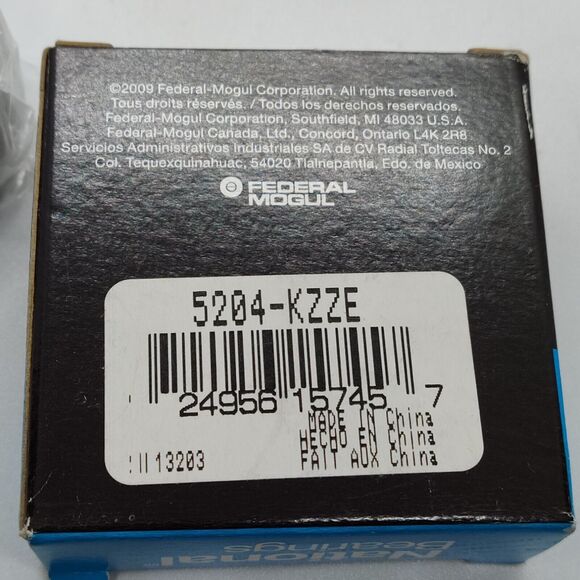 ©2009 Federal-Mogul Corporation. All rights reserved.
Tous droits réservés. / Todos los derechos reservados.
Federal-Mogul Corporation, Southfield, MI 48033 U.S.A.
Federal-Mogul Canada, Ltd., Concord, Ontario L4K 2R8
Servicios Administrativos Industriales SA de CV Radial Toltecas No. 2
Col. Tequexquinahuac, 54020 Tlalnepantla, Edo. de Mexico
FEDERAL
MOGUL
5204-KZZE
24956 15745 7
MADE IN China
HECHO EN China
FAIT AUX China
13203
National
Bearings